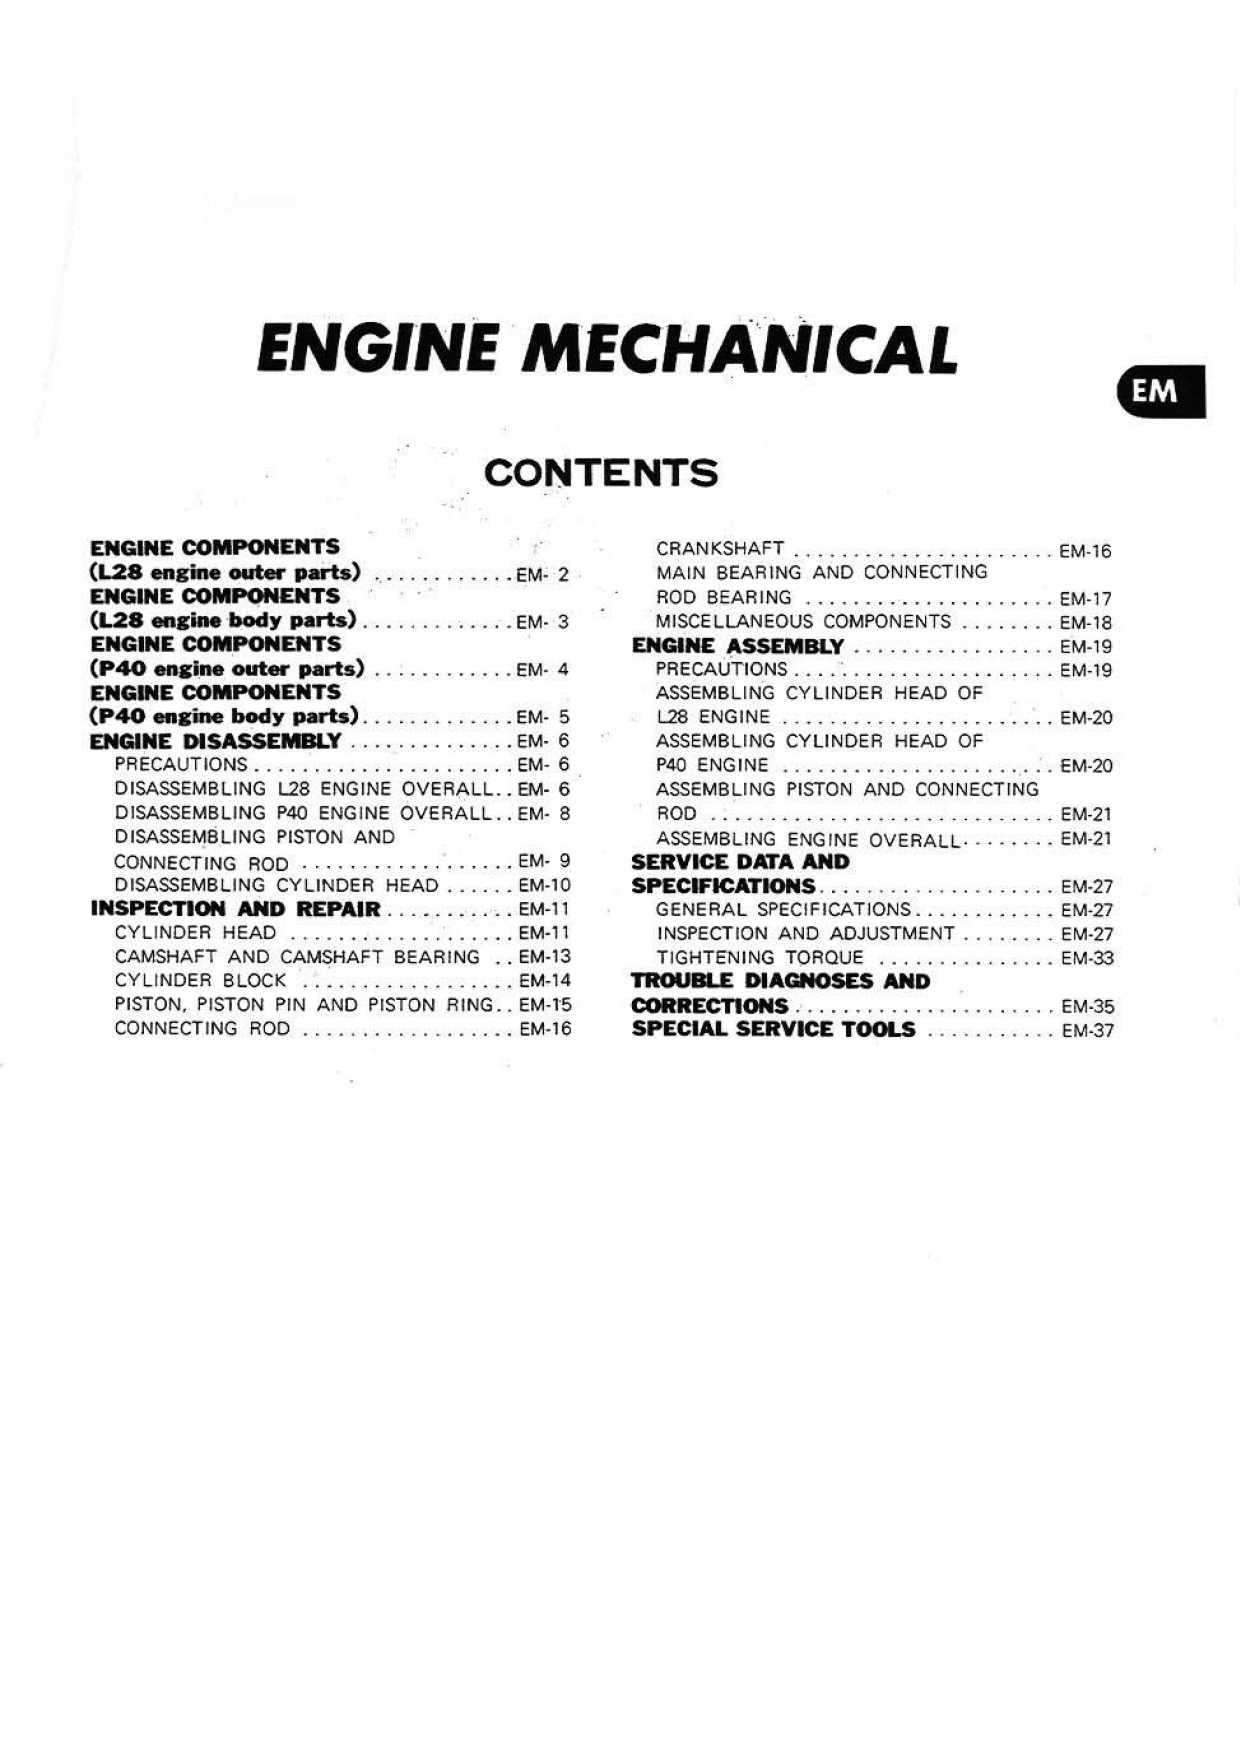 ENGINE MECHANICAL
EM
CONTENTS
ENGINE COMPONENTS
(L28 engine outer parts) ............ EM- 2
ENGINE COMPONENTS
(L28 engine body parts) ............. EM- 3
ENGINE COMPONENTS
(P40 engine outer parts) ............ EM- 4
ENGINE COMPONENTS
(P40 engine body parts) ............. EM- 5
ENGINE DISASSEMBLY .............. EM- 6
PRECAUTIONS ...................... EM- 6
DISASSEMBLING L28 ENGINE OVERALL .. EM- 6
DISASSEMBLING P40 ENGINE OVERALL .. EM- 8
DISASSEMBLING PISTON AND
CONNECTING ROD .................. EM- 9
DISASSEMBLING CYLINDER HEAD ...... EM-10
INSPECTION AND REPAIR ........... EM-11
CYLINDER HEAD ................... EM-11
CAMSHAFT AND CAMSHAFT BEARING .. EM-13
CYLINDER BLOCK .................. EM-14
PISTON, PISTON PIN AND PISTON RING .. EM-15
CONNECTING ROD .................. EM-16
CRANKSHAFT ...................... EM-16
MAIN BEARING AND CONNECTING
ROD BEARING ..................... EM-17
MISCELLANEOUS COMPONENTS ........ EM-18
ENGINE ASSEMBLY ................. EM-19
PRECAUTIONS ...................... EM-19
ASSEMBLING CYLINDER HEAD OF
L28 ENGINE ....................... EM-20
ASSEMBLING CYLINDER HEAD OF
P40 ENGINE ....................... EM-20
ASSEMBLING PISTON AND CONNECTING
ROD ............................. EM-21
ASSEMBLING ENGINE OVERALL ........ EM-21
SERVICE DATA AND
SPECIFICATIONS .................... EM-27
GENERAL SPECIFICATIONS ............ EM-27
INSPECTION AND ADJUSTMENT ........ EM-27
TIGHTENING TORQUE ............... EM-33
TROUBLE DIAGNOSES AND
CORRECTIONS ...................... EM-35
SPECIAL SERVICE TOOLS ........... EM-37